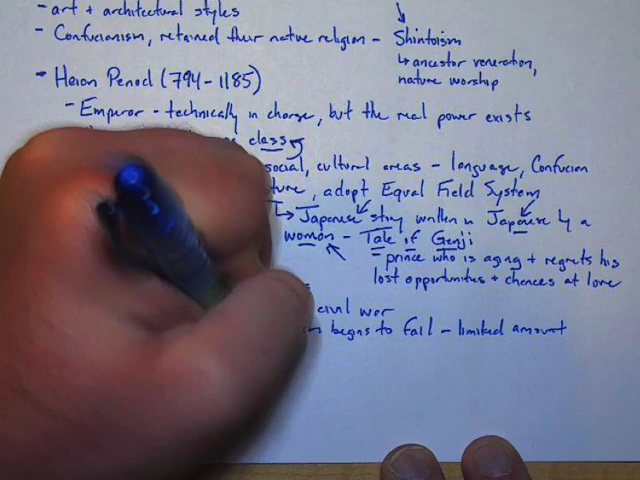 - art + architectural styles
- Confucianism, retained their native religion - Shintoism
↳ ancestor veneration,
nature worship
- Heian Period (794-1185)
- Emperor - technically in charge, but the real power exists
class
social, cultural areas - language, Confucian
ture, adopt Equal Field System
↳ Japanese story written in Japanese by a
woman - Tale of Genji
= prince who is aging + regrets his
lost opportunities + chances at love
civil war
begins to fall - limited amount